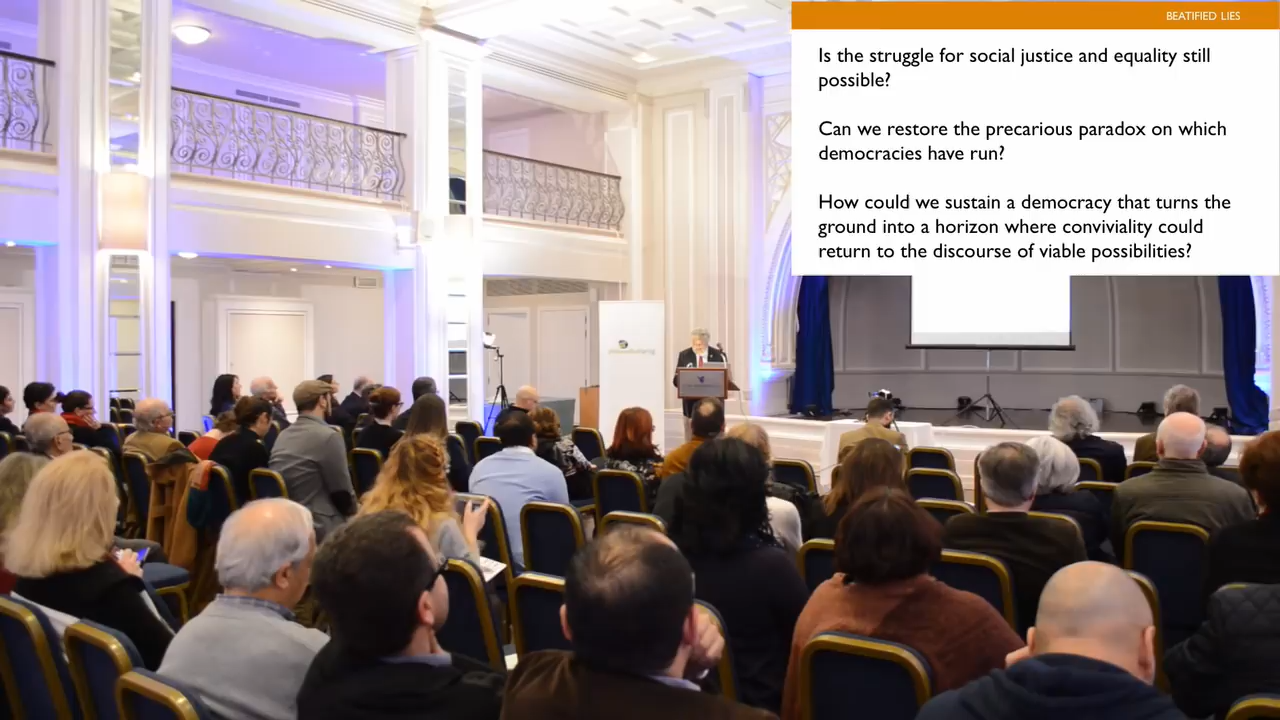 BEATIFIED LIES
Is the struggle for social justice and equality still
possible?
Can we restore the precarious paradox on which
democracies have run?
How could we sustain a democracy that turns the
ground into a horizon where conviviality could
return to the discourse of viable possibilities?